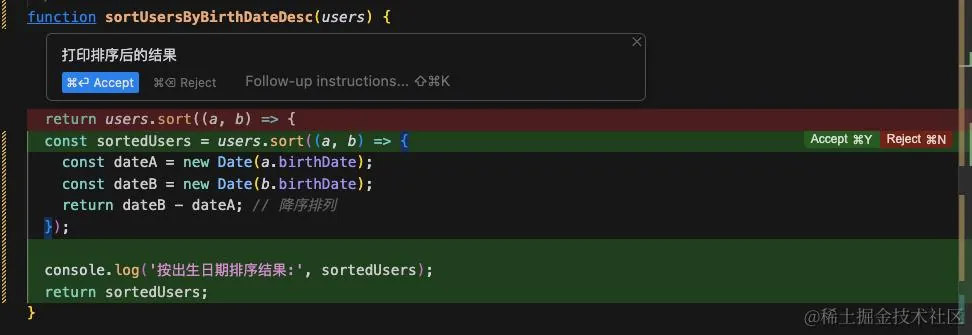 function sortUsersByBirthDateDesc(users) {
打印排序后的结果
⌘⏎ Accept ⌘⌫ Reject Follow-up instructions... ⇧⌘K
return users.sort((a, b) => {
const sortedUsers = users.sort((a, b) => { Accept ⌘Y Reject ⌘N
const dateA = new Date(a.birthDate);
const dateB = new Date(b.birthDate);
return dateB - dateA; // 降序排列
});
console.log('按出生日期排序结果:', sortedUsers);
return sortedUsers;
}
@稀土掘金技术社区